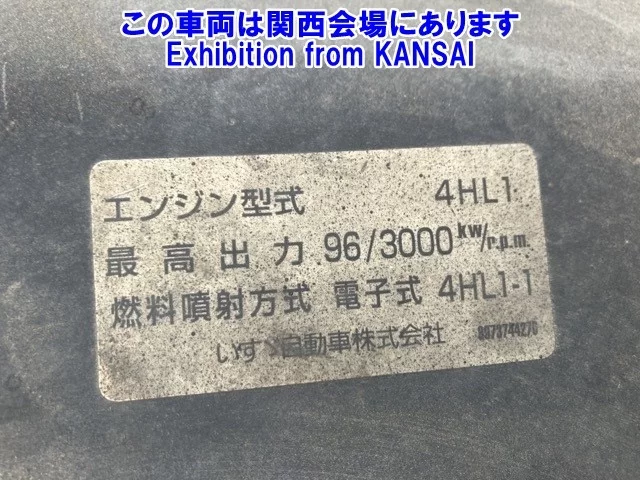 この車両は関西会場にあります
Exhibition from KANSAI
エンジン型式 4HL1
最高出力 96/3000 kw/r.p.m.
燃料噴射方式 電子式 4HL1-1
いすゞ自動車株式会社 8973744270